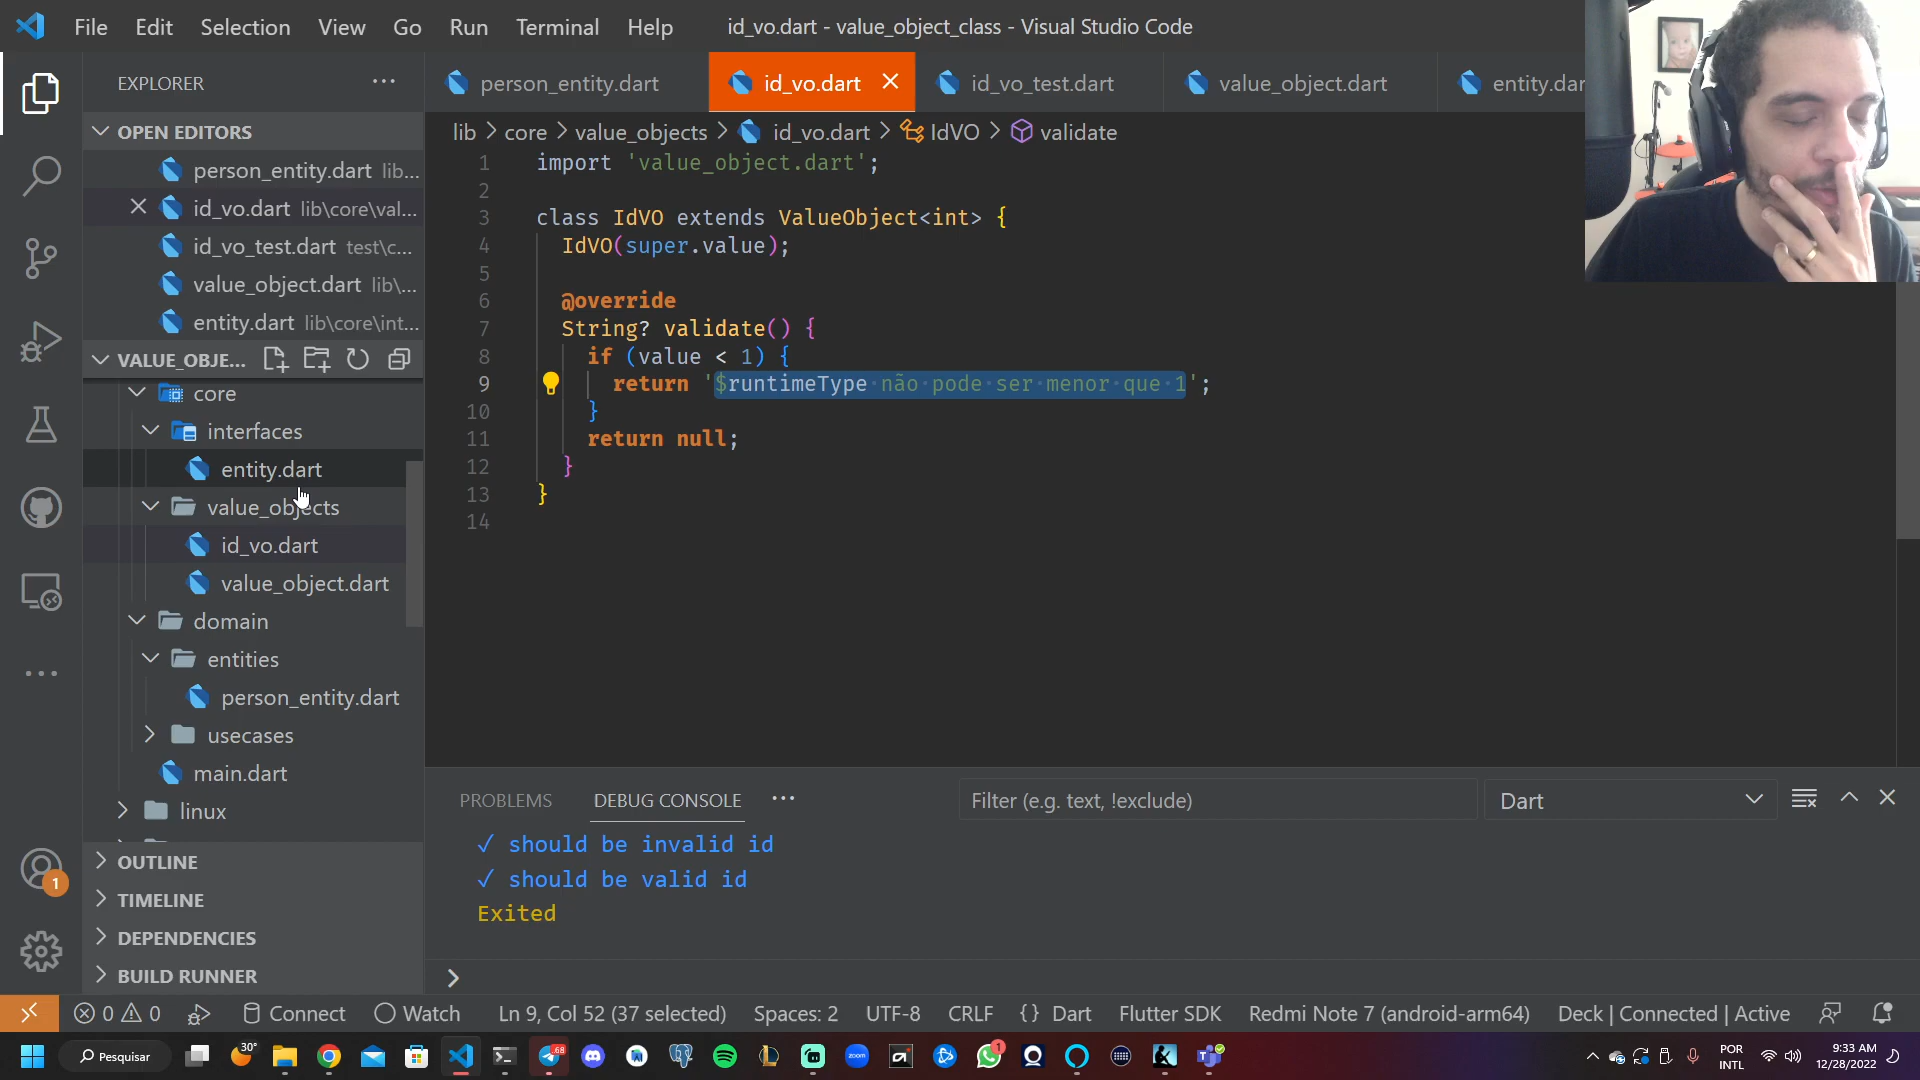 File Edit Selection View Go Run Terminal Help
id_vo.dart - value_object_class - Visual Studio Code
EXPLORER
OPEN EDITORS
person_entity.dart lib...
id_vo.dart lib\core\val...
id_vo_test.dart test\c...
value_object.dart lib\...
entity.dart lib\core\int...
VALUE_OBJE...
core
interfaces
entity.dart
value_objects
id_vo.dart
value_object.dart
domain
entities
person_entity.dart
usecases
main.dart
linux
OUTLINE
TIMELINE
DEPENDENCIES
BUILD RUNNER
person_entity.dart
id_vo.dart
id_vo_test.dart
value_object.dart
entity.dar
lib > core > value_objects > id_vo.dart > IdVO > validate
1 import 'value_object.dart';
2
3 class IdVO extends ValueObject<int> {
4 IdVO(super.value);
5
6 @override
7 String? validate() {
8 if (value < 1) {
9 return '$runtimeType não pode ser menor que 1';
10 }
11 return null;
12 }
13 }
14
PROBLEMS DEBUG CONSOLE
Filter (e.g. text, !exclude)
Dart
✓ should be invalid id
✓ should be valid id
Exited
1
0 0 Connect Watch Ln 9, Col 52 (37 selected) Spaces: 2 UTF-8 CRLF {} Dart Flutter SDK Redmi Note 7 (android-arm64) Deck | Connected | Active
Pesquisar
30°
68
zoom
1
POR
INTL
9:33 AM
12/28/2022